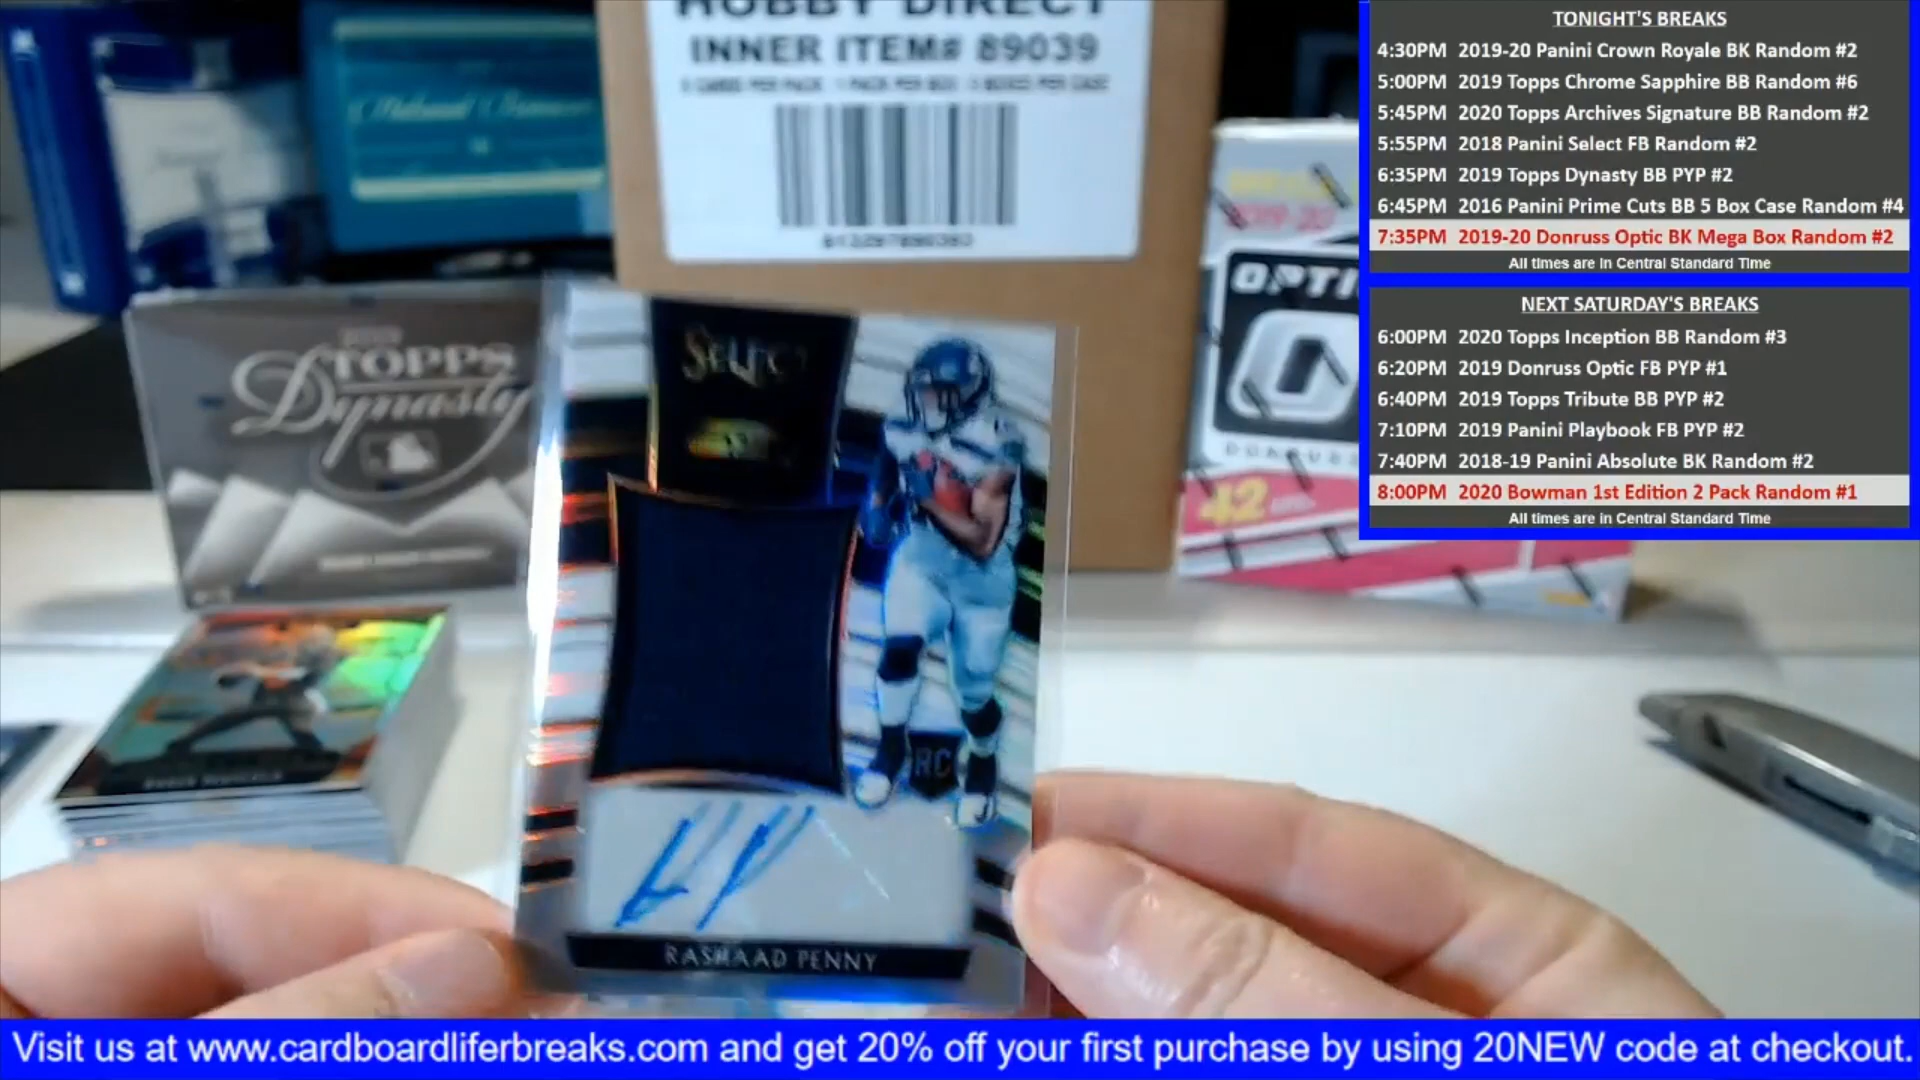 HOBBY DIRECT
INNER ITEM# 89039
TOPPS
Dynasty
SELECT
RC
RASHAAD PENNY
OPTI
DONRUSS
42
TONIGHT'S BREAKS
4:30PM 2019-20 Panini Crown Royale BK Random #2
5:00PM 2019 Topps Chrome Sapphire BB Random #6
5:45PM 2020 Topps Archives Signature BB Random #2
5:55PM 2018 Panini Select FB Random #2
6:35PM 2019 Topps Dynasty BB PYP #2
6:45PM 2016 Panini Prime Cuts BB 5 Box Case Random #4
7:35PM 2019-20 Donruss Optic BK Mega Box Random #2
All times are in Central Standard Time
NEXT SATURDAY'S BREAKS
6:00PM 2020 Topps Inception BB Random #3
6:20PM 2019 Donruss Optic FB PYP #1
6:40PM 2019 Topps Tribute BB PYP #2
7:10PM 2019 Panini Playbook FB PYP #2
7:40PM 2018-19 Panini Absolute BK Random #2
8:00PM 2020 Bowman 1st Edition 2 Pack Random #1
All times are in Central Standard Time
Visit us at www.cardboardliferbreaks.com and get 20% off your first purchase by using 20NEW code at checkout.